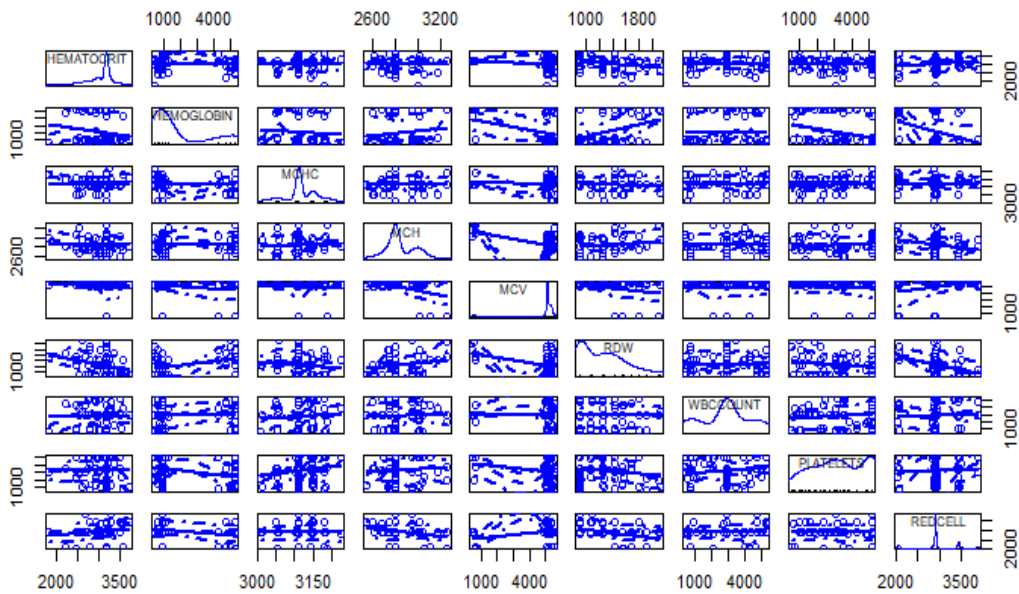 1000 4000 2600 3200 1000 1800 1000 4000
HEMATOCRIT
2000
1000
HEMOGLOBIN
MCHC
3000
2600
MCH
MCV
1000
1000
RDW
WBCCOUNT
1000
1000
PLATELETS
REDCELL
2000
2000 3500 3000 3150 1000 4000 1000 4000 2000 3500